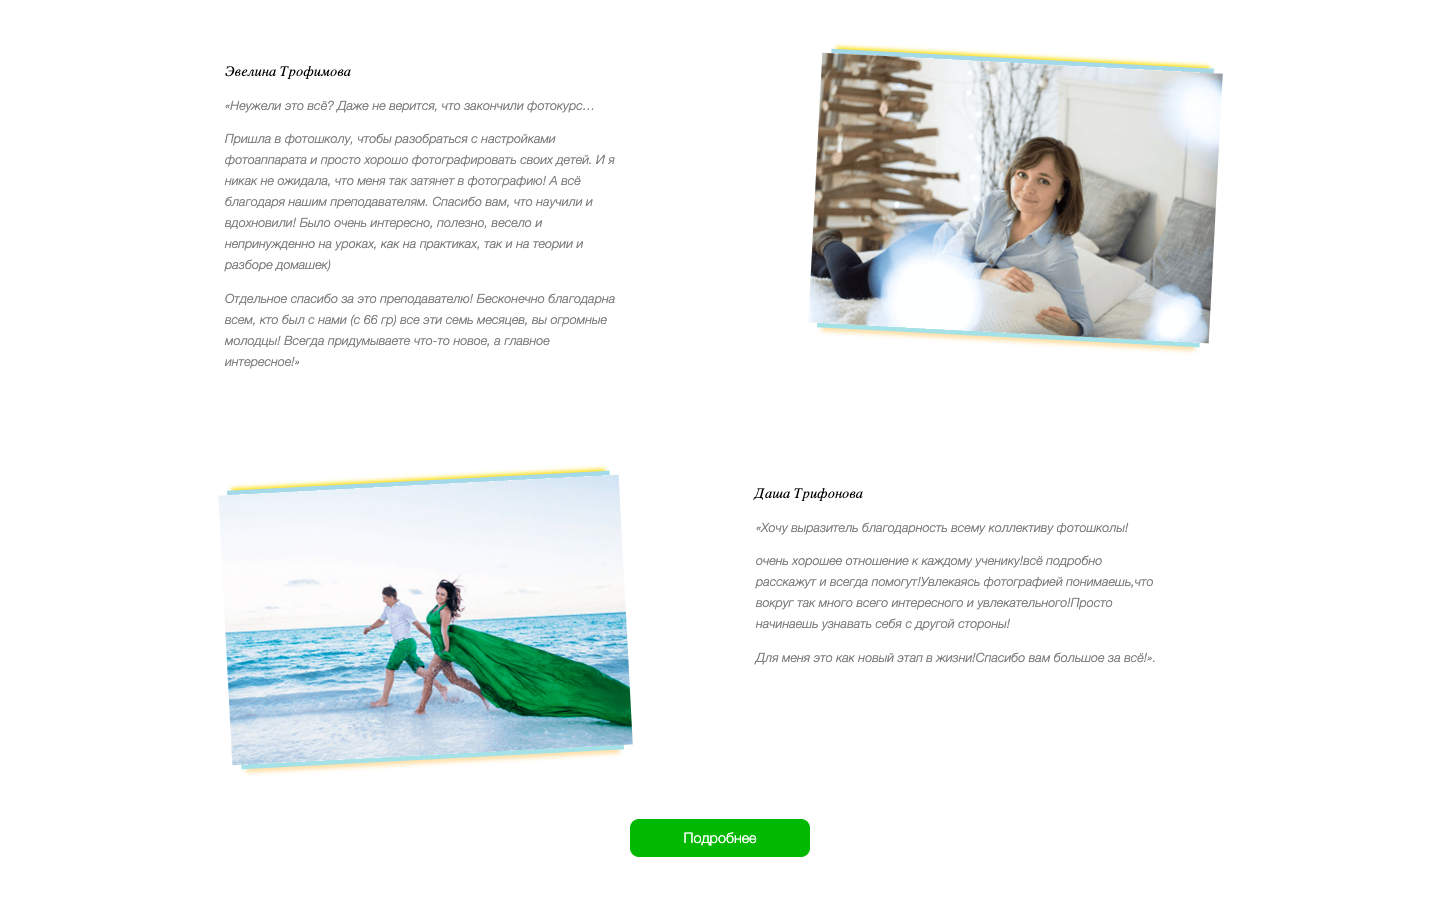 Эвелина Трофимова
«Неужели это всё? Даже не верится, что закончили фотокурс…
Пришла в фотошколу, чтобы разобраться с настройками
фотоаппарата и просто хорошо фотографировать своих детей. И я
никак не ожидала, что меня так затянет в фотографию! А всё
благодаря нашим преподавателям. Спасибо вам, что научили и
вдохновили! Было очень интересно, полезно, весело и
непринужденно на уроках, как на практиках, так и на теории и
разборе домашек)
Отдельное спасибо за это преподавателю! Бесконечно благодарна
всем, кто был с нами (с 66 гр) все эти семь месяцев, вы огромные
молодцы! Всегда придумываете что-то новое, а главное
интересное!»
Даша Трифонова
«Хочу выразитель благодарность всему коллективу фотошколы!
очень хорошее отношение к каждому ученику!всё подробно
расскажут и всегда помогут!Увлекаясь фотографией понимаешь,что
вокруг так много всего интересного и увлекательного!Просто
начинаешь узнавать себя с другой стороны!
Для меня это как новый этап в жизни!Спасибо вам большое за всё!».
Подробнее